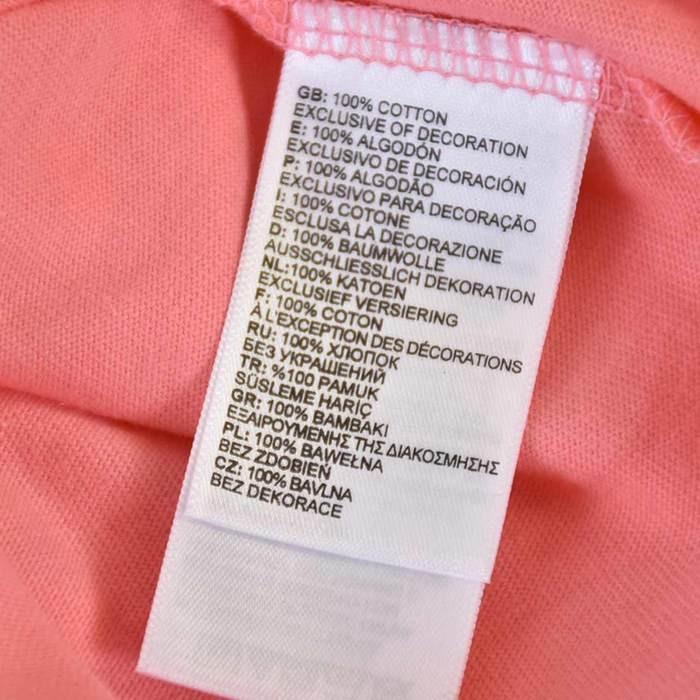 GB: 100% COTTON
EXCLUSIVE OF DECORATION
E: 100% ALGODÓN
EXCLUSIVO DE DECORACIÓN
P: 100% ALGODÃO
EXCLUSIVO PARA DECORAÇÃO
I: 100% COTONE
ESCLUSA LA DECORAZIONE
D: 100% BAUMWOLLE
AUSSCHLIESSLICH DEKORATION
NL:100% KATOEN
EXCLUSIEF VERSIERING
F: 100% COTON
À L'EXCEPTION DES DÉCORATIONS
RU: 100% ХЛОПОК
БЕЗ УКРАШЕНИЙ
TR: %100 PAMUK
SÜSLEME HARİÇ
GR: 100% ΒΑΜΒΑΚΙ
ΕΞΑΙΡΟΥΜΕΝΗΣ ΤΗΣ ΔΙΑΚΟΣΜΗΣΗΣ
PL: 100% BAWEŁNA
BEZ ZDOBIEŃ
CZ: 100% BAVLNA
BEZ DEKORACE